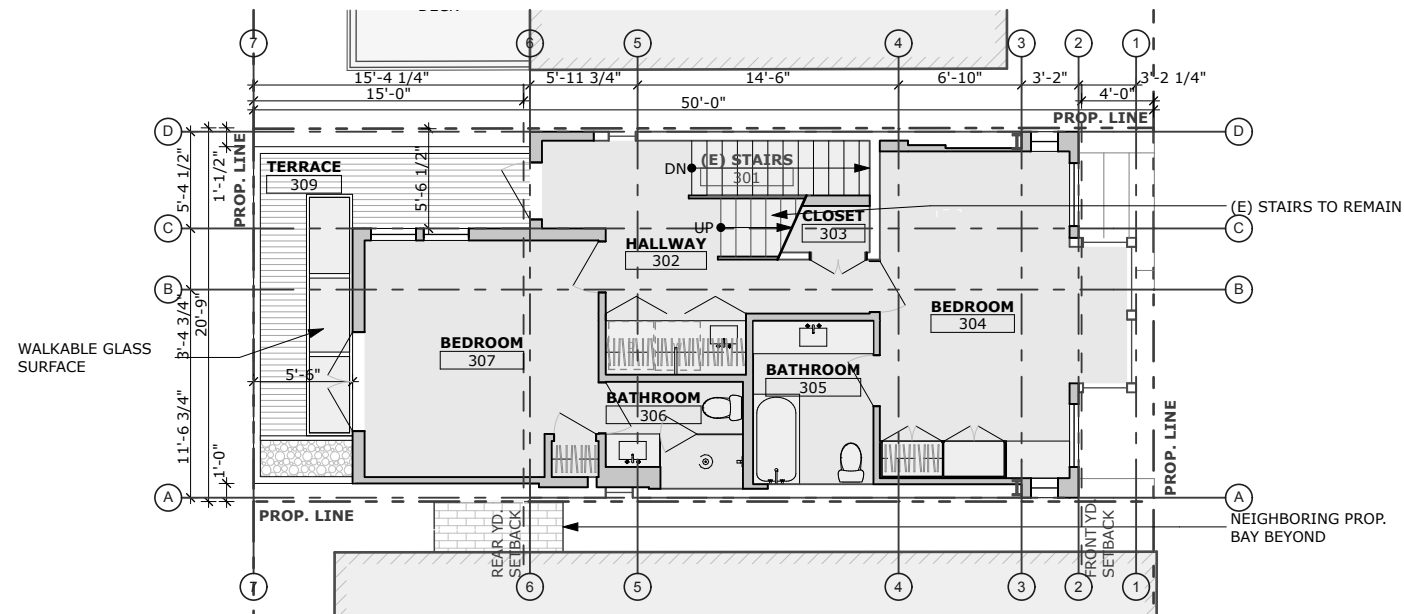 7
6
5
4
3
2
1
15'-4 1/4"
5'-11 3/4"
14'-6"
6'-10"
3'-2"
3'-2 1/4"
15'-0"
4'-0"
50'-0"
PROP. LINE
D
D
PROP. LINE
5'-4 1/2"
1'-1/2"
5'-6 1/2"
TERRACE
309
DN
(E) STAIRS
301
(E) STAIRS TO REMAIN
CLOSET
303
UP
C
C
HALLWAY
302
B
B
BEDROOM
304
3'-4 3/4"
20'-9"
BEDROOM
307
WALKABLE GLASS
SURFACE
5'-6"
BATHROOM
305
BATHROOM
306
11'-6 3/4"
1'-0"
PROP. LINE
A
A
PROP. LINE
NEIGHBORING PROP.
BAY BEYOND
REAR YD.
SETBACK
FRONT YD.
SETBACK
7
6
5
4
3
2
1